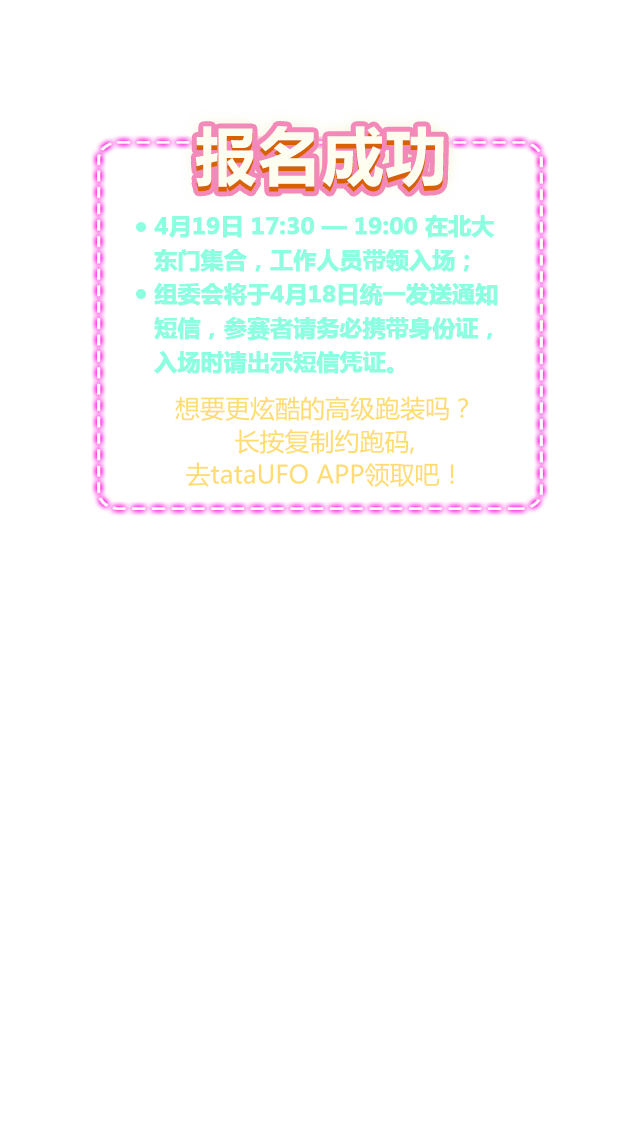 报名成功
• 4月19日 17:30 — 19:00 在北大
东门集合，工作人员带领入场；
• 组委会将于4月18日统一发送通知
短信，参赛者请务必携带身份证，
入场时请出示短信凭证。
想要更炫酷的高级跑装吗？
长按复制约跑码,
去tataUFO APP领取吧！